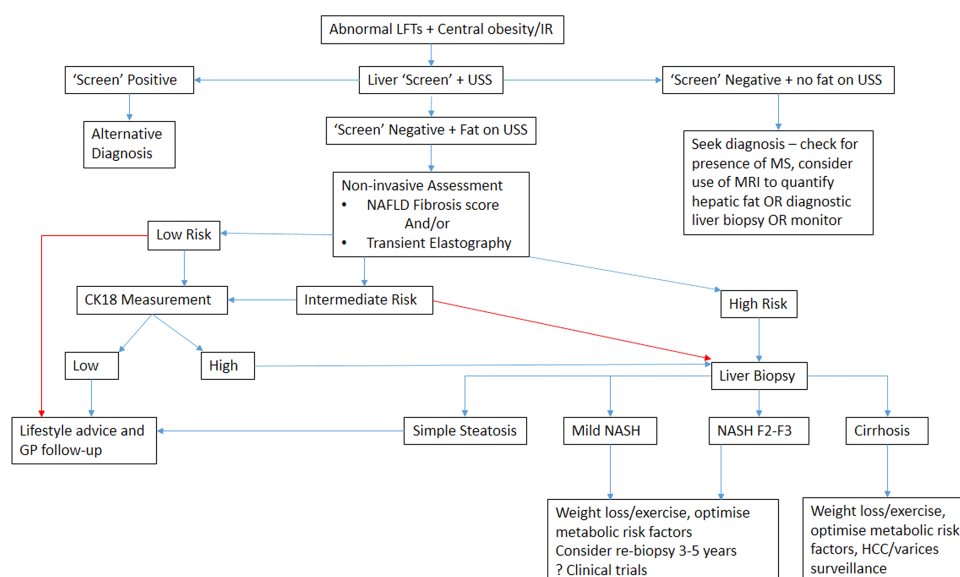 Abnormal LFTs + Central obesity/IR
‘Screen’ Positive
Liver ‘Screen’ + USS
‘Screen’ Negative + no fat on USS
Alternative
Diagnosis
‘Screen’ Negative + Fat on USS
Seek diagnosis – check for
presence of MS, consider
use of MRI to quantify
hepatic fat OR diagnostic
liver biopsy OR monitor
Non-invasive Assessment
• NAFLD Fibrosis score
And/or
• Transient Elastography
Low Risk
CK18 Measurement
Intermediate Risk
High Risk
Low
High
Liver Biopsy
Lifestyle advice and
GP follow-up
Simple Steatosis
Mild NASH
NASH F2-F3
Cirrhosis
Weight loss/exercise, optimise
metabolic risk factors
Consider re-biopsy 3-5 years
? Clinical trials
Weight loss/exercise,
optimise metabolic risk
factors, HCC/varices
surveillance